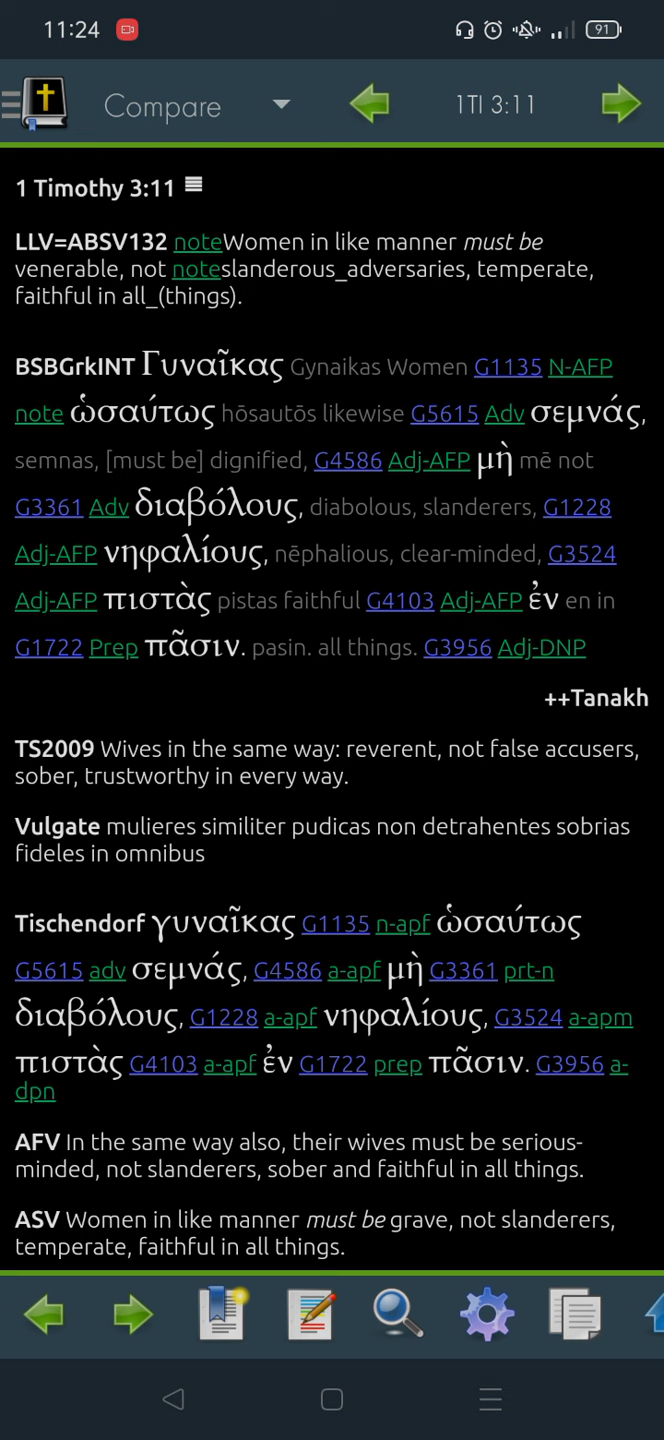 11:24
91
Compare
1TI 3:11
1 Timothy 3:11
LLV=ABSV132 noteWomen in like manner must be
venerable, not noteslanderous_adversaries, temperate,
faithful in all_(things).
BSBGrkINT Γυναῖκας Gynaikas Women G1135 N-AFP
note ὡσαύτως hōsautōs likewise G5615 Adv σεμνάς,
semnas, [must be] dignified, G4586 Adj-AFP μὴ mē not
G3361 Adv διαβόλους, diabolous, slanderers, G1228
Adj-AFP νηφαλίους, nēphalious, clear-minded, G3524
Adj-AFP πιστὰς pistas faithful G4103 Adj-AFP ἐν en in
G1722 Prep πᾶσιν. pasin. all things. G3956 Adj-DNP
++Tanakh
TS2009 Wives in the same way: reverent, not false accusers,
sober, trustworthy in every way.
Vulgate mulieres similiter pudicas non detrahentes sobrias
fideles in omnibus
Tischendorf γυναῖκας G1135 n-apf ὡσαύτως
G5615 adv σεμνάς, G4586 a-apf μὴ G3361 prt-n
διαβόλους, G1228 a-apf νηφαλίους, G3524 a-apm
πιστὰς G4103 a-apf ἐν G1722 prep πᾶσιν. G3956 a-
dpn
AFV In the same way also, their wives must be serious-
minded, not slanderers, sober and faithful in all things.
ASV Women in like manner must be grave, not slanderers,
temperate, faithful in all things.